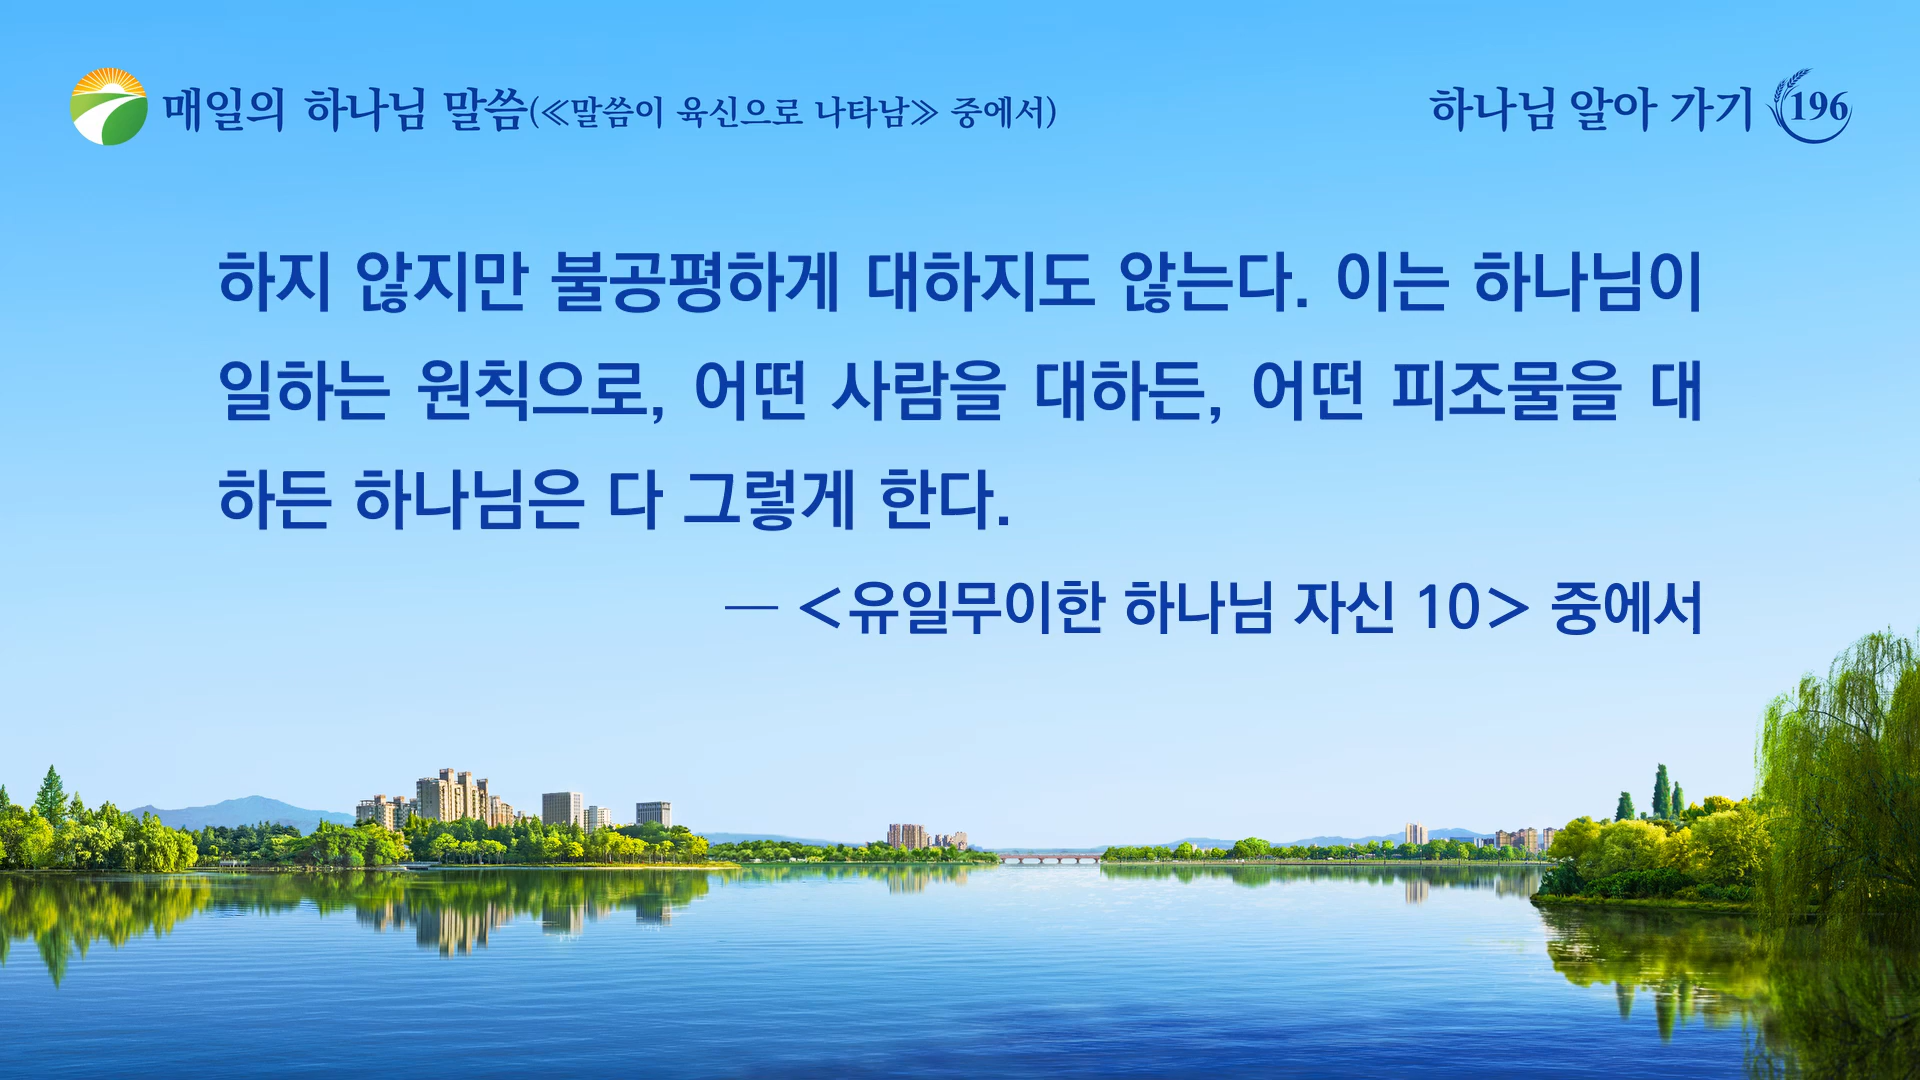 매일의 하나님 말씀(≪말씀이 육신으로 나타남≫ 중에서)
하나님 알아 가기 196
하지 않지만 불공평하게 대하지도 않는다. 이는 하나님이
일하는 원칙으로, 어떤 사람을 대하든, 어떤 피조물을 대
하든 하나님은 다 그렇게 한다.
— <유일무이한 하나님 자신 10> 중에서